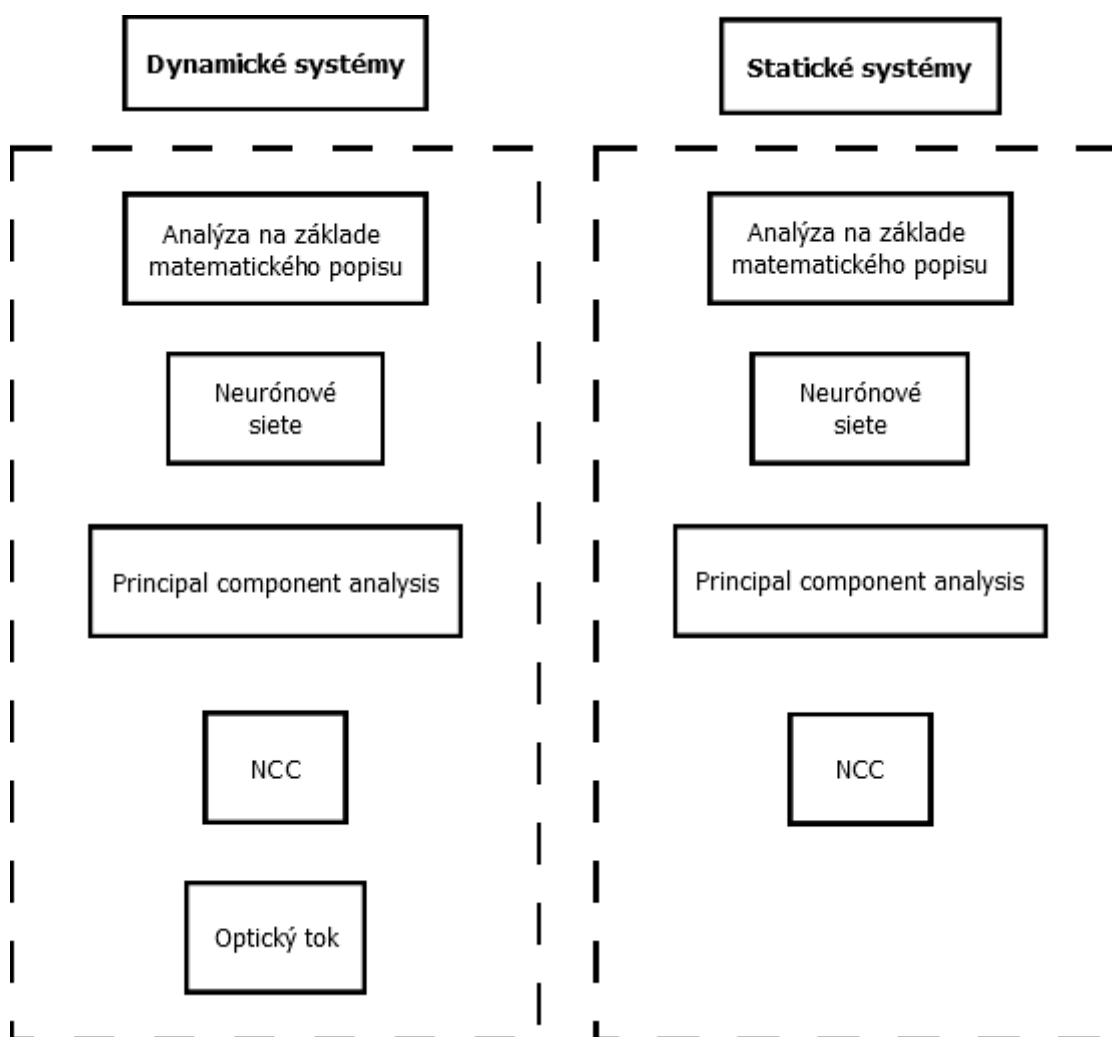 Dynamické systémy
Statické systémy
Analýza na základe
matematického popisu
Neurónové
siete
Principal component analysis
NCC
Optický tok
Analýza na základe
matematického popisu
Neurónové
siete
Principal component analysis
NCC